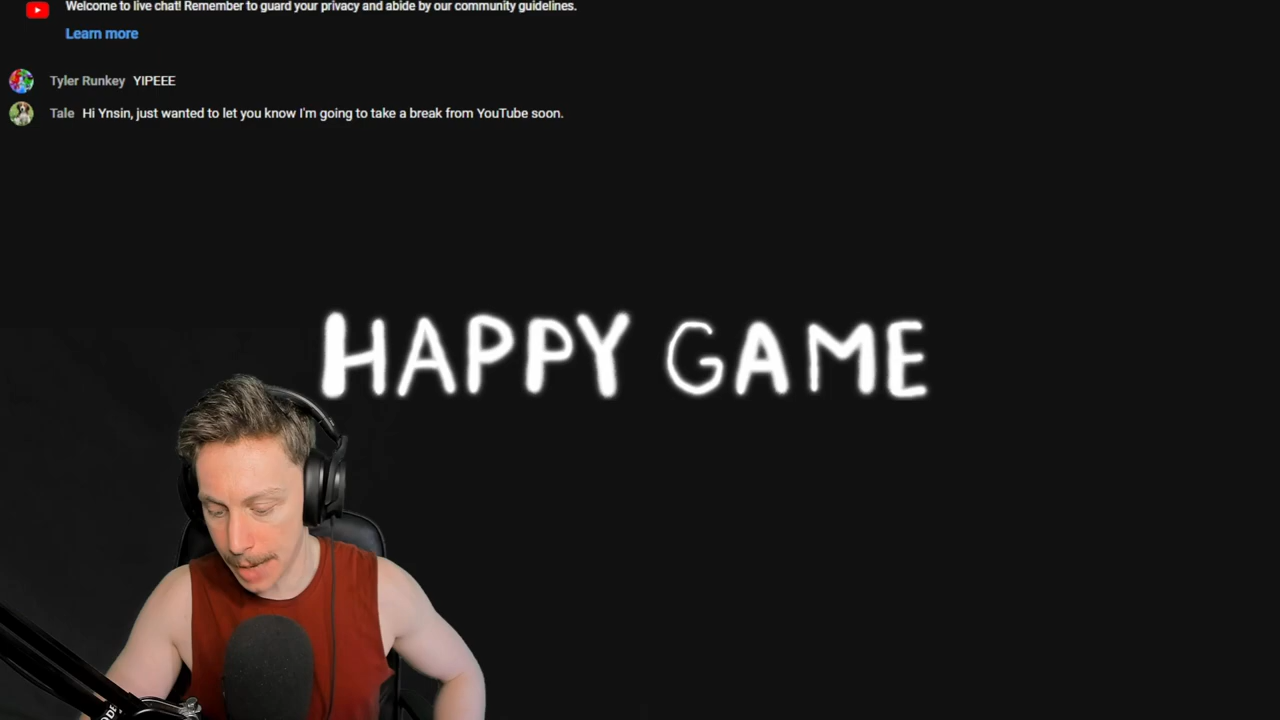 Welcome to live chat! Remember to guard your privacy and abide by our community guidelines.
Learn more
Tyler Runkey YIPEEE
Tale Hi Ynsin, just wanted to let you know I'm going to take a break from YouTube soon.
HAPPY GAME